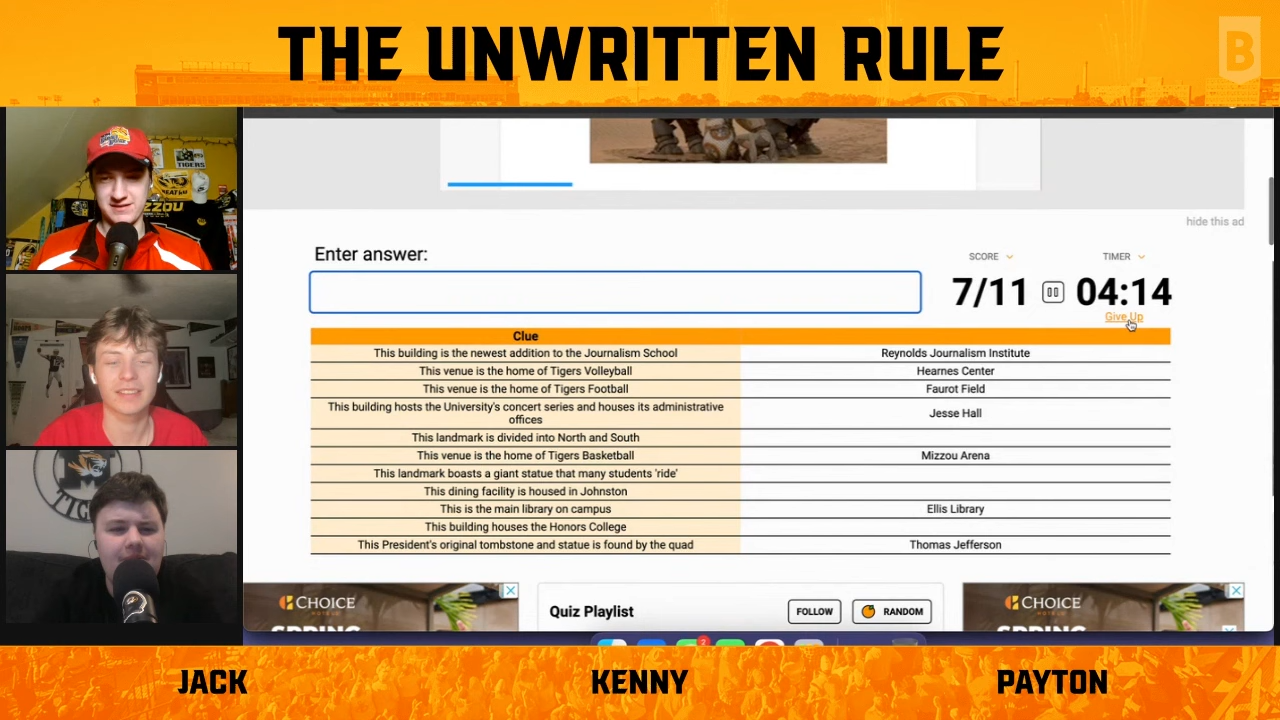 THE UNWRITTEN RULE
B
TIGERS
ZZOU
hide this ad
Enter answer:
SCORE
TIMER
7/11
04:14
Give Up
Clue
This building is the newest addition to the Journalism School
Reynolds Journalism Institute
This venue is the home of Tigers Volleyball
Hearnes Center
This venue is the home of Tigers Football
Faurot Field
This building hosts the University's concert series and houses its administrative
offices
Jesse Hall
This landmark is divided into North and South
This venue is the home of Tigers Basketball
Mizzou Arena
This landmark boasts a giant statue that many students 'ride'
This dining facility is housed in Johnston
This is the main library on campus
Ellis Library
This building houses the Honors College
This President's original tombstone and statue is found by the quad
Thomas Jefferson
CHOICE
Quiz Playlist
FOLLOW
RANDOM
CHOICE
2
JACK
KENNY
PAYTON